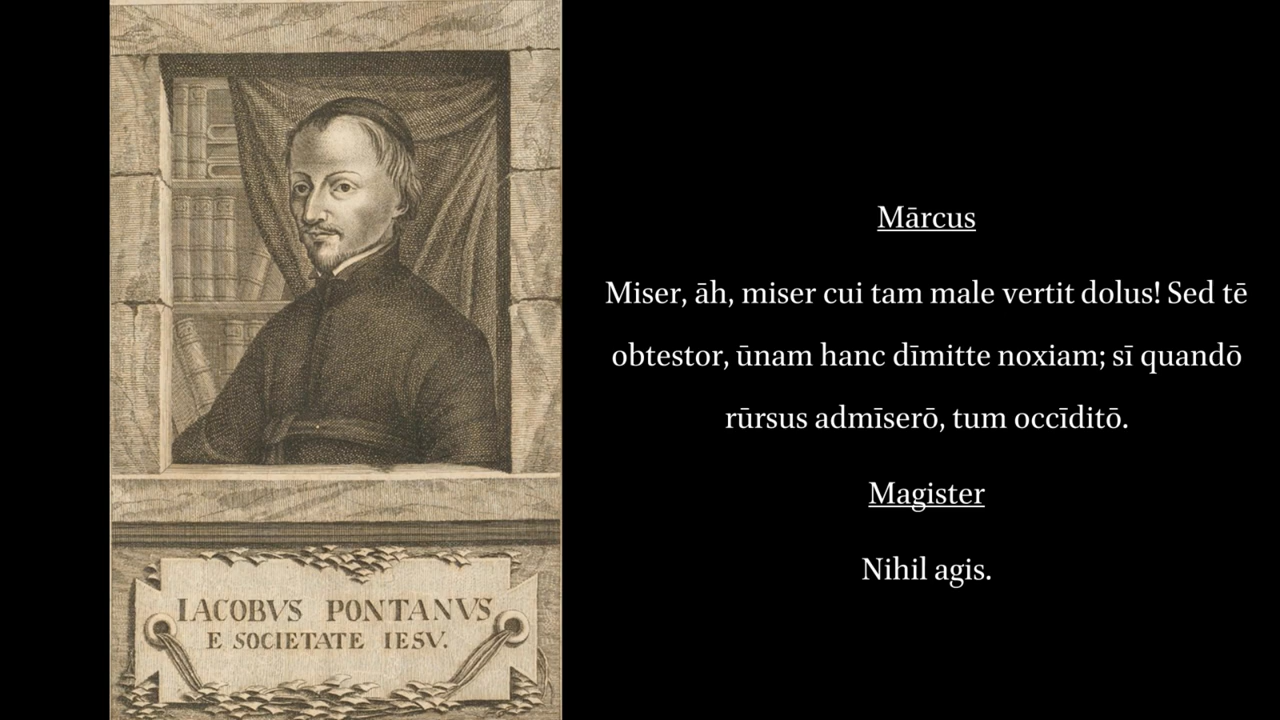 Mārcus
Miser, āh, miser cui tam male vertit dolus! Sed tē
obtestor, ūnam hanc dīmitte noxiam; sī quandō
rūrsus admīserō, tum occīditō.
Magister
Nihil agis.
IACOBVS PONTANVS
E SOCIETATE IESV.